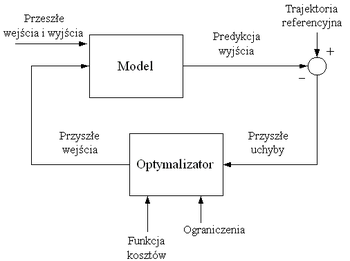 Trajektoria
referencyjna
Przeszłe
wejścia i wyjścia
Model
Predykcja
wyjścia
+
−
Przyszłe
wejścia
Optymalizator
Przyszłe
uchyby
Funkcja
kosztów
Ograniczenia